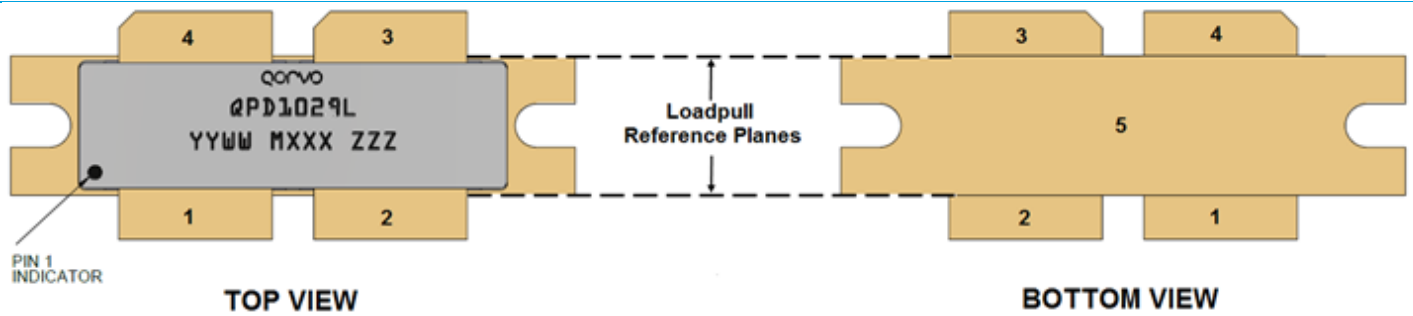 4 3
QORVO
QPD1029L
YYWW MXXX ZZZ
1 2
PIN 1
INDICATOR
TOP VIEW
Loadpull
Reference Planes
3 4
5
2 1
BOTTOM VIEW